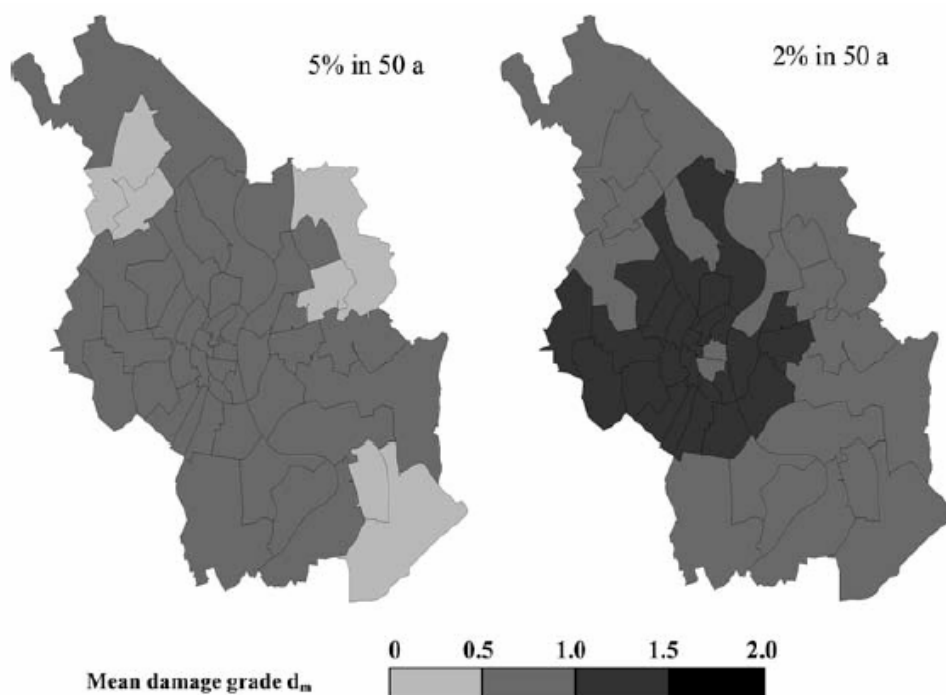 5% in 50 a
2% in 50 a
0 0.5 1.0 1.5 2.0
Mean damage grade dₘ